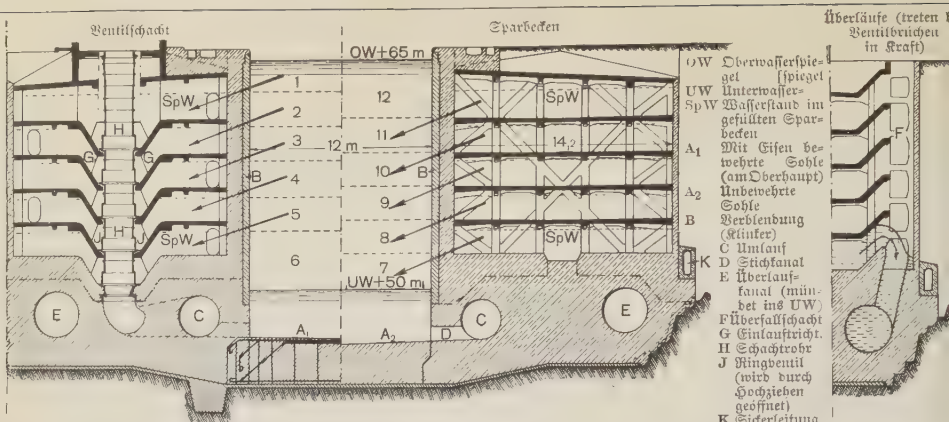 Ventilschacht
Sparbecken
Überläufe (treten
Ventilbrüchen
in Kraft)
OW+65 m
1
SpW
2
H
3
G
G
12 m
4
B
5
H
SpW
6
UW+50 m
12
11
SpW
10
14,2
B
9
8
SpW
7
E
C
A
A2
D
C
E
K
F
OW Oberwasserspie-
gel [spiegel
UW Unterwasser-
SpW Wasserstand im
gefüllten Spar-
becken
A1 Mit Eisen be-
wehrte Sohle
(am Oberhaupt)
A2 Unbewehrte
Sohle
B Verblendung
(Klinker)
C Umlauf
D Stichkanal
E Überlauf-
kanal (mün-
det ins UW)
F Überfallschacht
G Einlauftricht.
H Schachtrohr
J Ringventil
(wird durch
Hochziehen
geöffnet)
K Sickerleitung